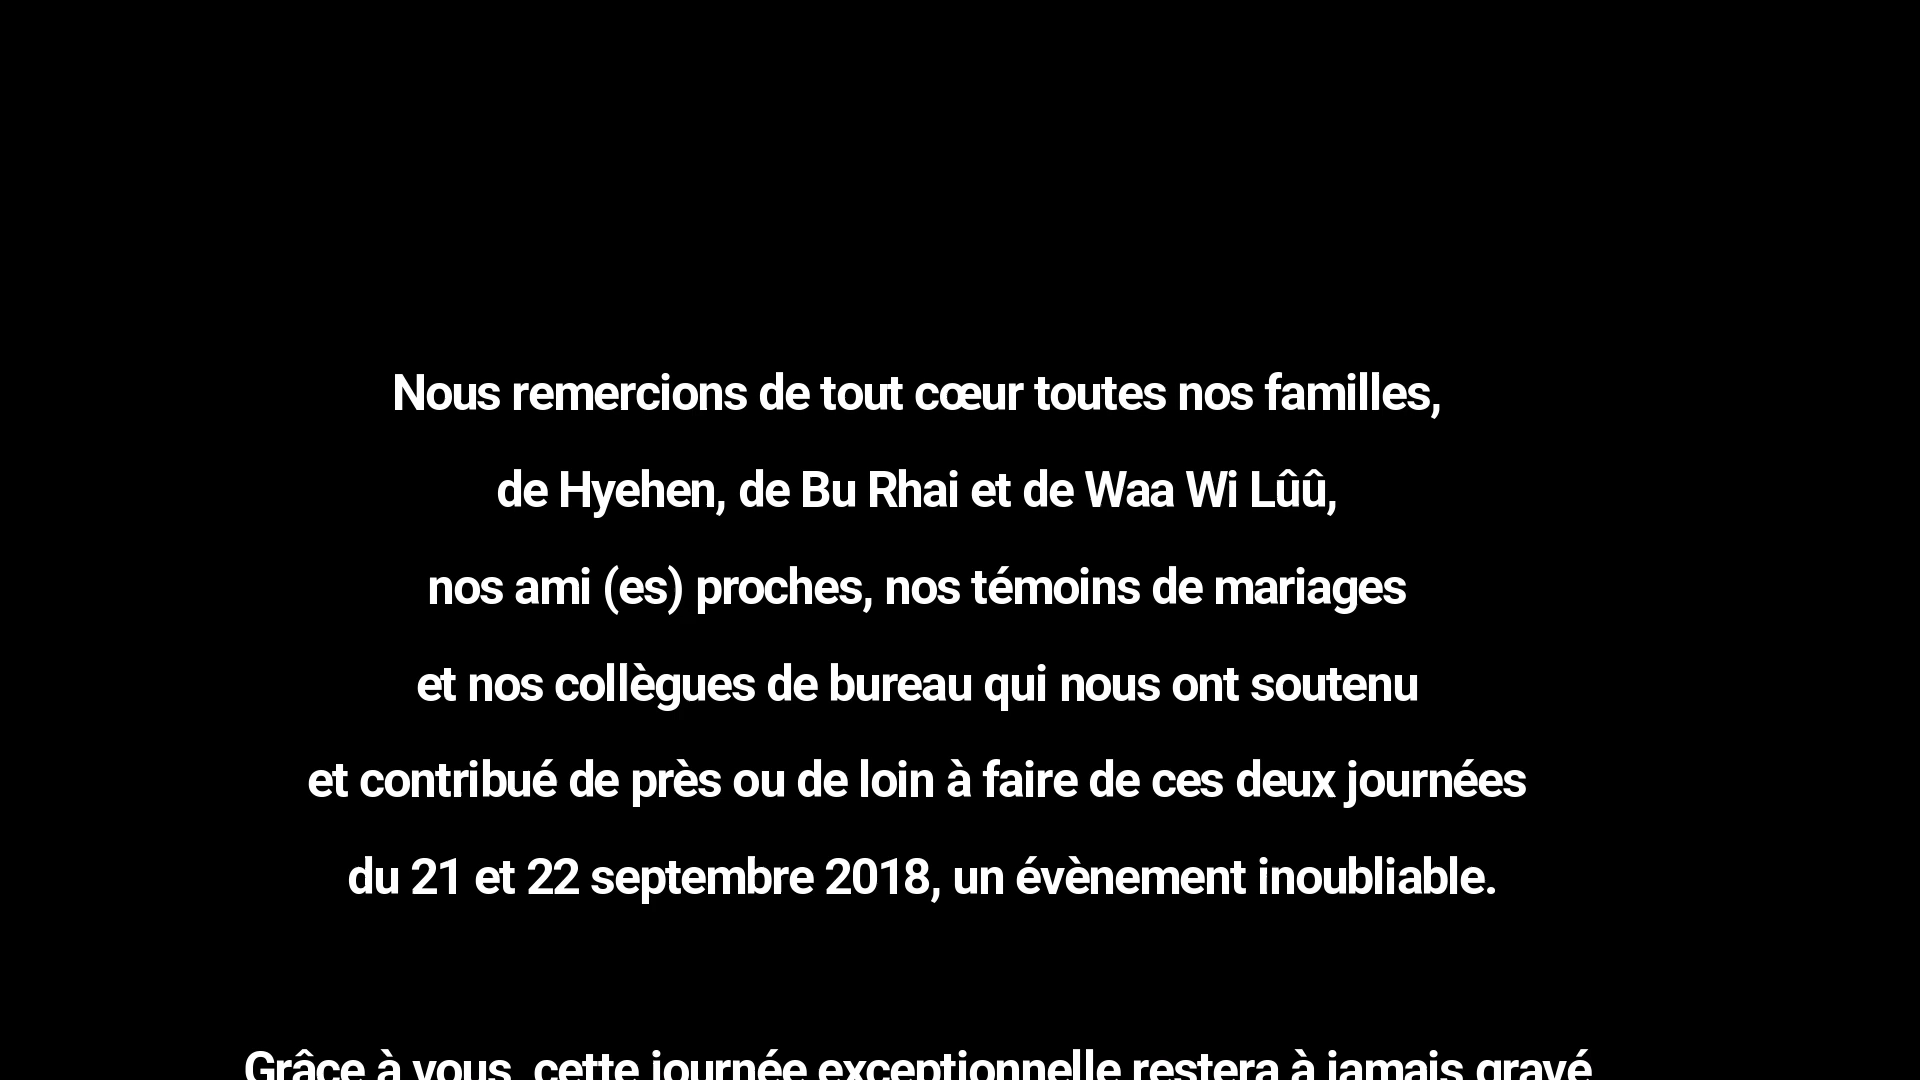 Nous remercions de tout cœur toutes nos familles,
de Hyehen, de Bu Rhai et de Waa Wi Lûû,
nos ami (es) proches, nos témoins de mariages
et nos collègues de bureau qui nous ont soutenu
et contribué de près ou de loin à faire de ces deux journées
du 21 et 22 septembre 2018, un évènement inoubliable.
Grâce à vous, cette journée exceptionnelle restera à jamais gravé